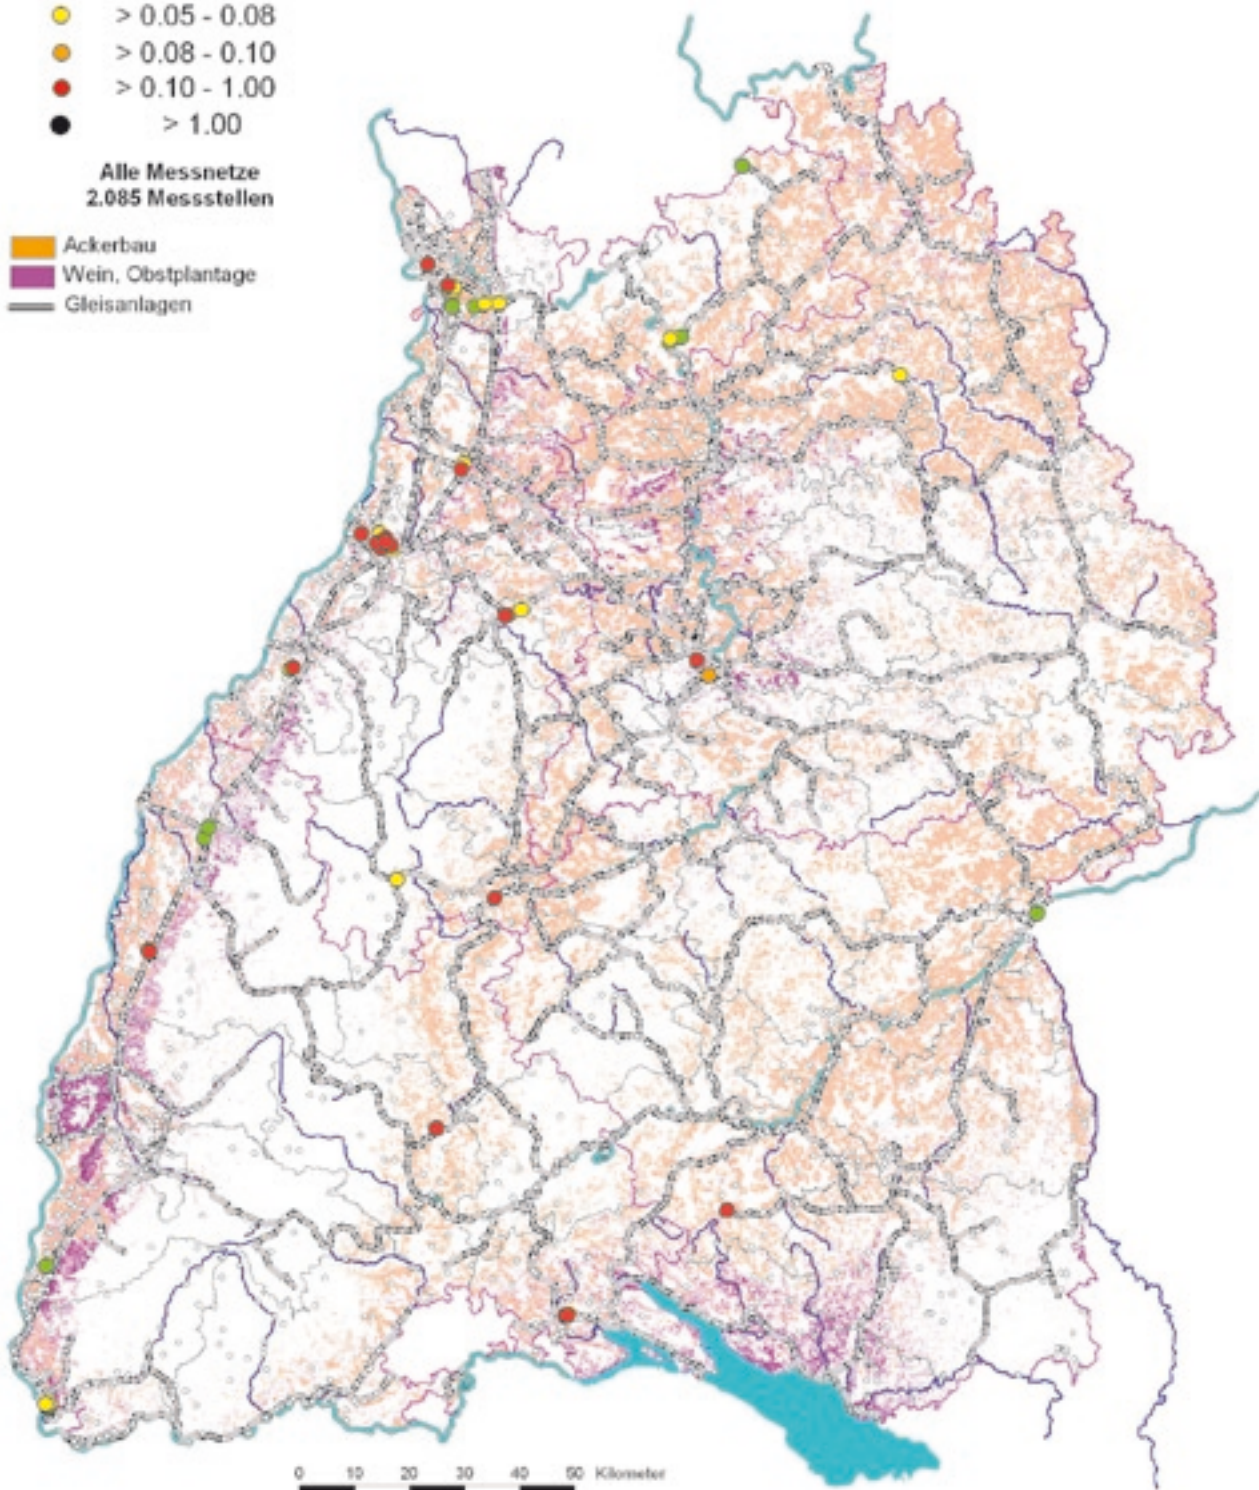 > 0.05 - 0.08
> 0.08 - 0.10
> 0.10 - 1.00
> 1.00
Alle Messnetze
2.085 Messstellen
Ackerbau
Wein, Obstplantage
Gleisanlagen
0 10 20 30 40 50 Kilometer